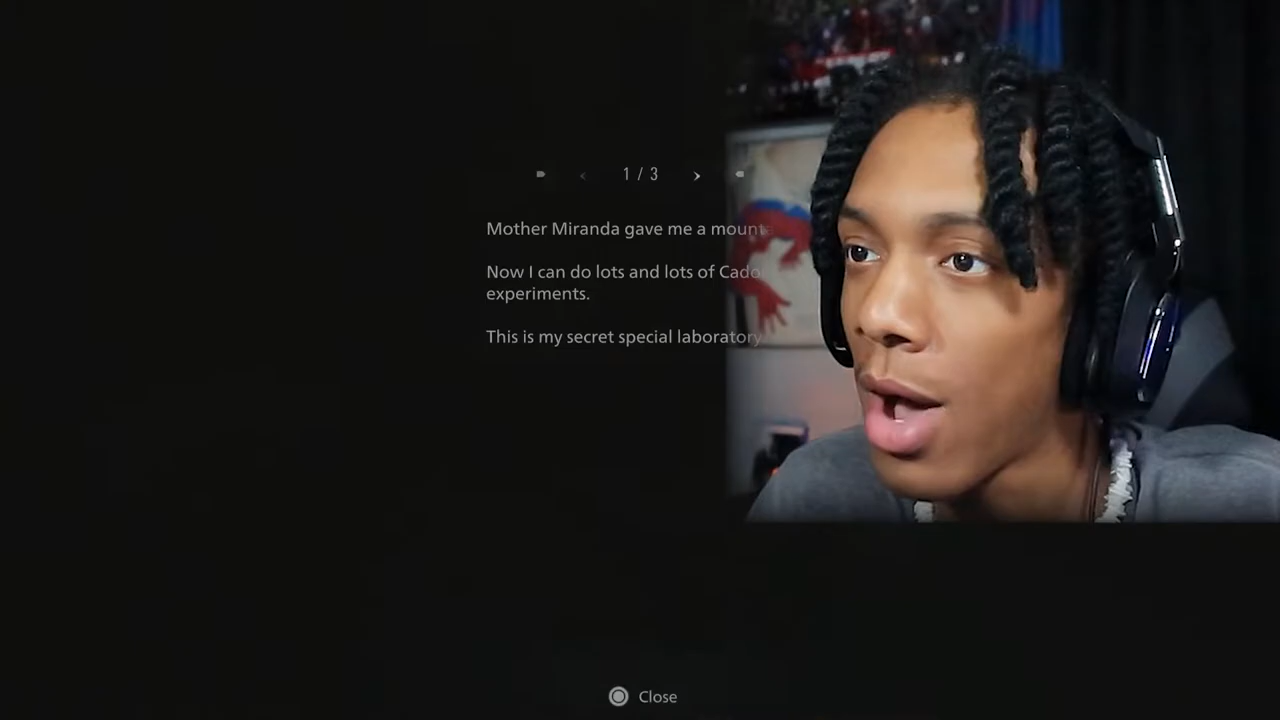 1 / 3
Mother Miranda gave me a
Now I can do lots and lots of
experiments.
This is my secret special laboratory
Close